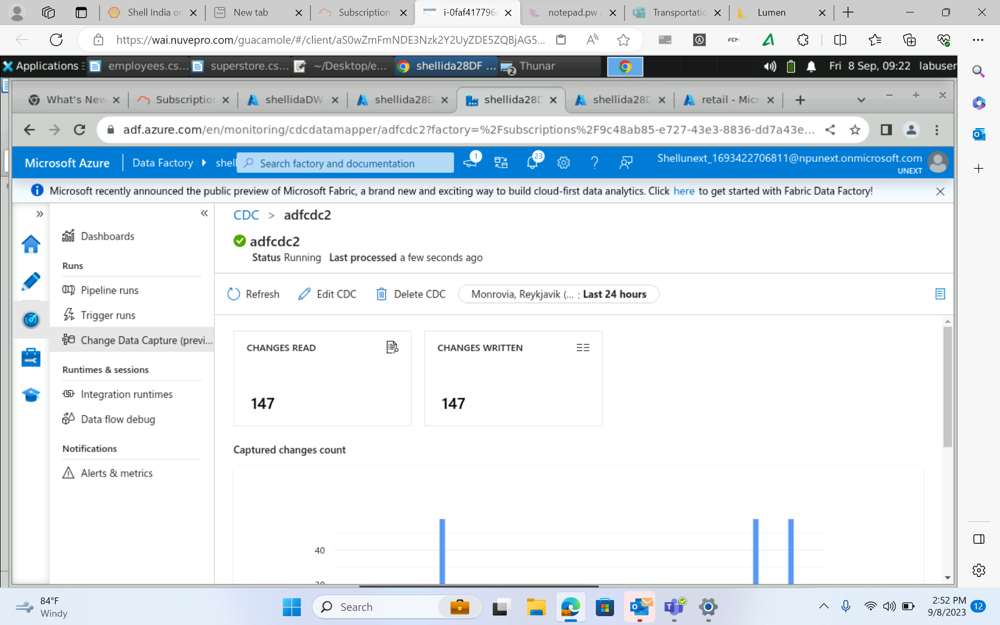 Shell India or
New tab
Subscription
i-0faf417796
notepad.pw /
Transportatio
Lumen
https://wai.nuvepro.com/guacamole/#/client/aS0wZmFmNDE3Nzk2Y2UyZDE5ZQBjAG5...
A
FCM
Applications
employees.cs...
superstore.cs...
~/Desktop/e...
shellida28DF ...
2
Thunar
Fri 8 Sep, 09:22
labuser
What's New
Subscription
shellidaDW
shellida28D
shellida28D
shellida28D
retail - Micr
adf.azure.com/en/monitoring/cdcdatamapper/adfcdc2?factory=%2Fsubscriptions%2F9c48ab85-e727-43e3-8836-dd7a43e...
Microsoft Azure
Data Factory
shell
Search factory and documentation
1
23
Shellunext_1693422706811@npunext.onmicrosoft.com
UNEXT
Microsoft recently announced the public preview of Microsoft Fabric, a brand new and exciting way to build cloud-first data analytics. Click here to get started with Fabric Data Factory!
CDC > adfcdc2
adfcdc2
Status Running Last processed a few seconds ago
Dashboards
Runs
Pipeline runs
Trigger runs
Change Data Capture (previ...
Runtimes & sessions
Integration runtimes
Data flow debug
Notifications
Alerts & metrics
Refresh
Edit CDC
Delete CDC
Monrovia, Reykjavik (... : Last 24 hours
CHANGES READ
147
CHANGES WRITTEN
147
Captured changes count
40
84°F
Windy
Search
2:52 PM
9/8/2023
12